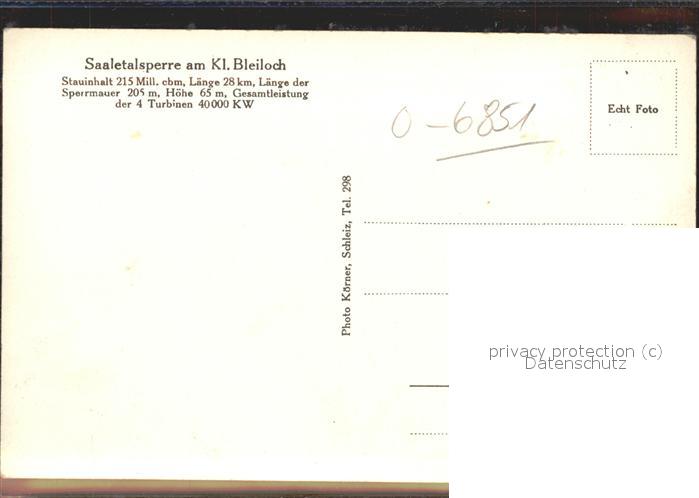 Saaletalsperre am Kl. Bleiloch
Stauinhalt 215 Mill. cbm, Länge 28 km, Länge der
Sperrmauer 205 m, Höhe 65 m, Gesamtleistung
der 4 Turbinen 40000 KW
O-6851
Echt Foto
Photo Körner, Schleiz, Tel. 298
privacy protection (c)
Datenschutz